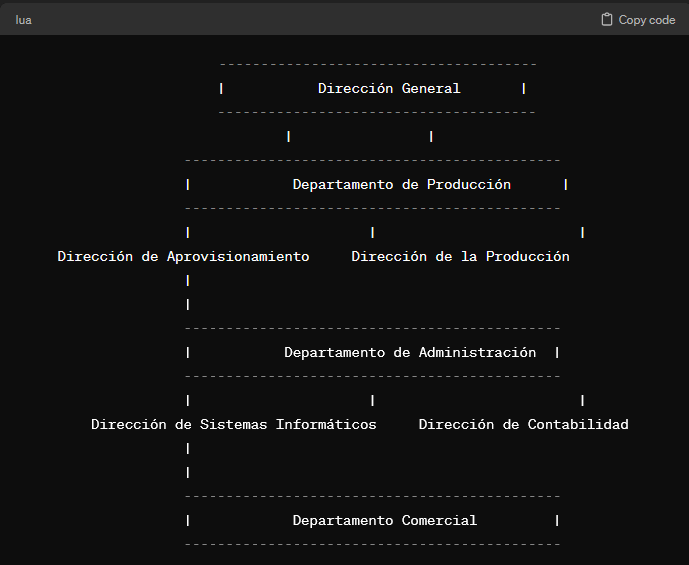 lua Copy code
--------------------------------------
| Dirección General |
--------------------------------------
| |
---------------------------------------------
| Departamento de Producción |
---------------------------------------------
| | |
Dirección de Aprovisionamiento Dirección de la Producción
|
|
---------------------------------------------
| Departamento de Administración |
---------------------------------------------
| | |
Dirección de Sistemas Informáticos Dirección de Contabilidad
|
|
---------------------------------------------
| Departamento Comercial |
---------------------------------------------